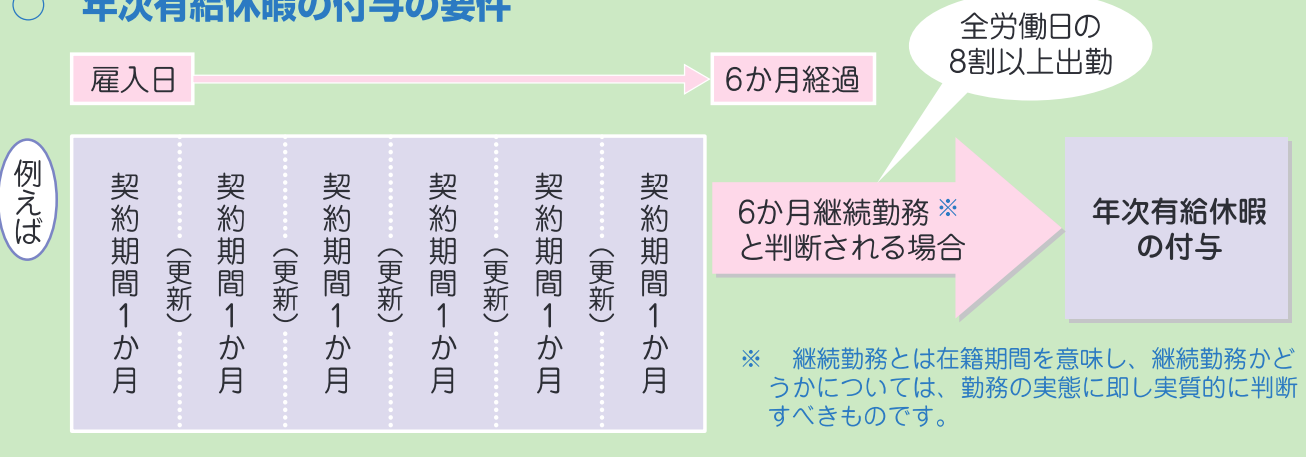 ○ 年次有給休暇の付与の要件
全労働日の
8割以上出勤
雇入日
6か月経過
例えば
契約期間1か月
（更新）
契約期間1か月
（更新）
契約期間1か月
（更新）
契約期間1か月
（更新）
契約期間1か月
（更新）
契約期間1か月
6か月継続勤務※
と判断される場合
年次有給休暇
の付与
※ 継続勤務とは在籍期間を意味し、継続勤務かど
うかについては、勤務の実態に即し実質的に判断
すべきものです。